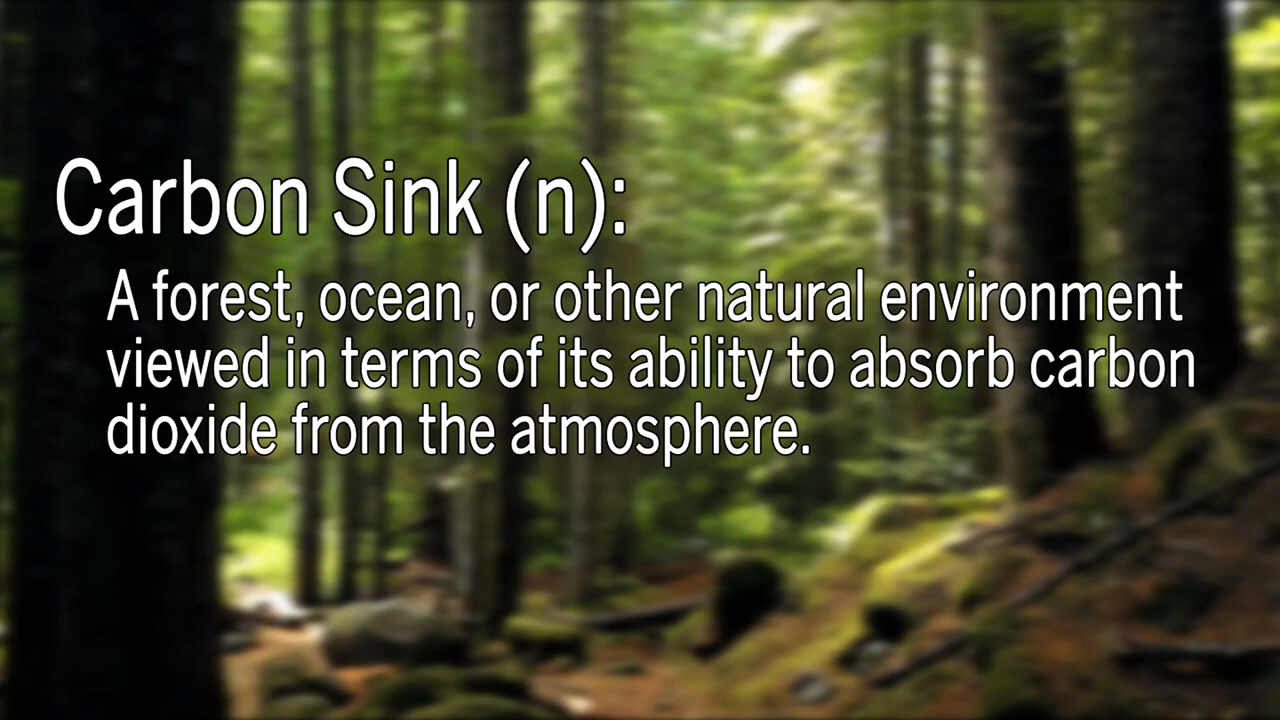 Carbon Sink (n):
A forest, ocean, or other natural environment
viewed in terms of its ability to absorb carbon
dioxide from the atmosphere.